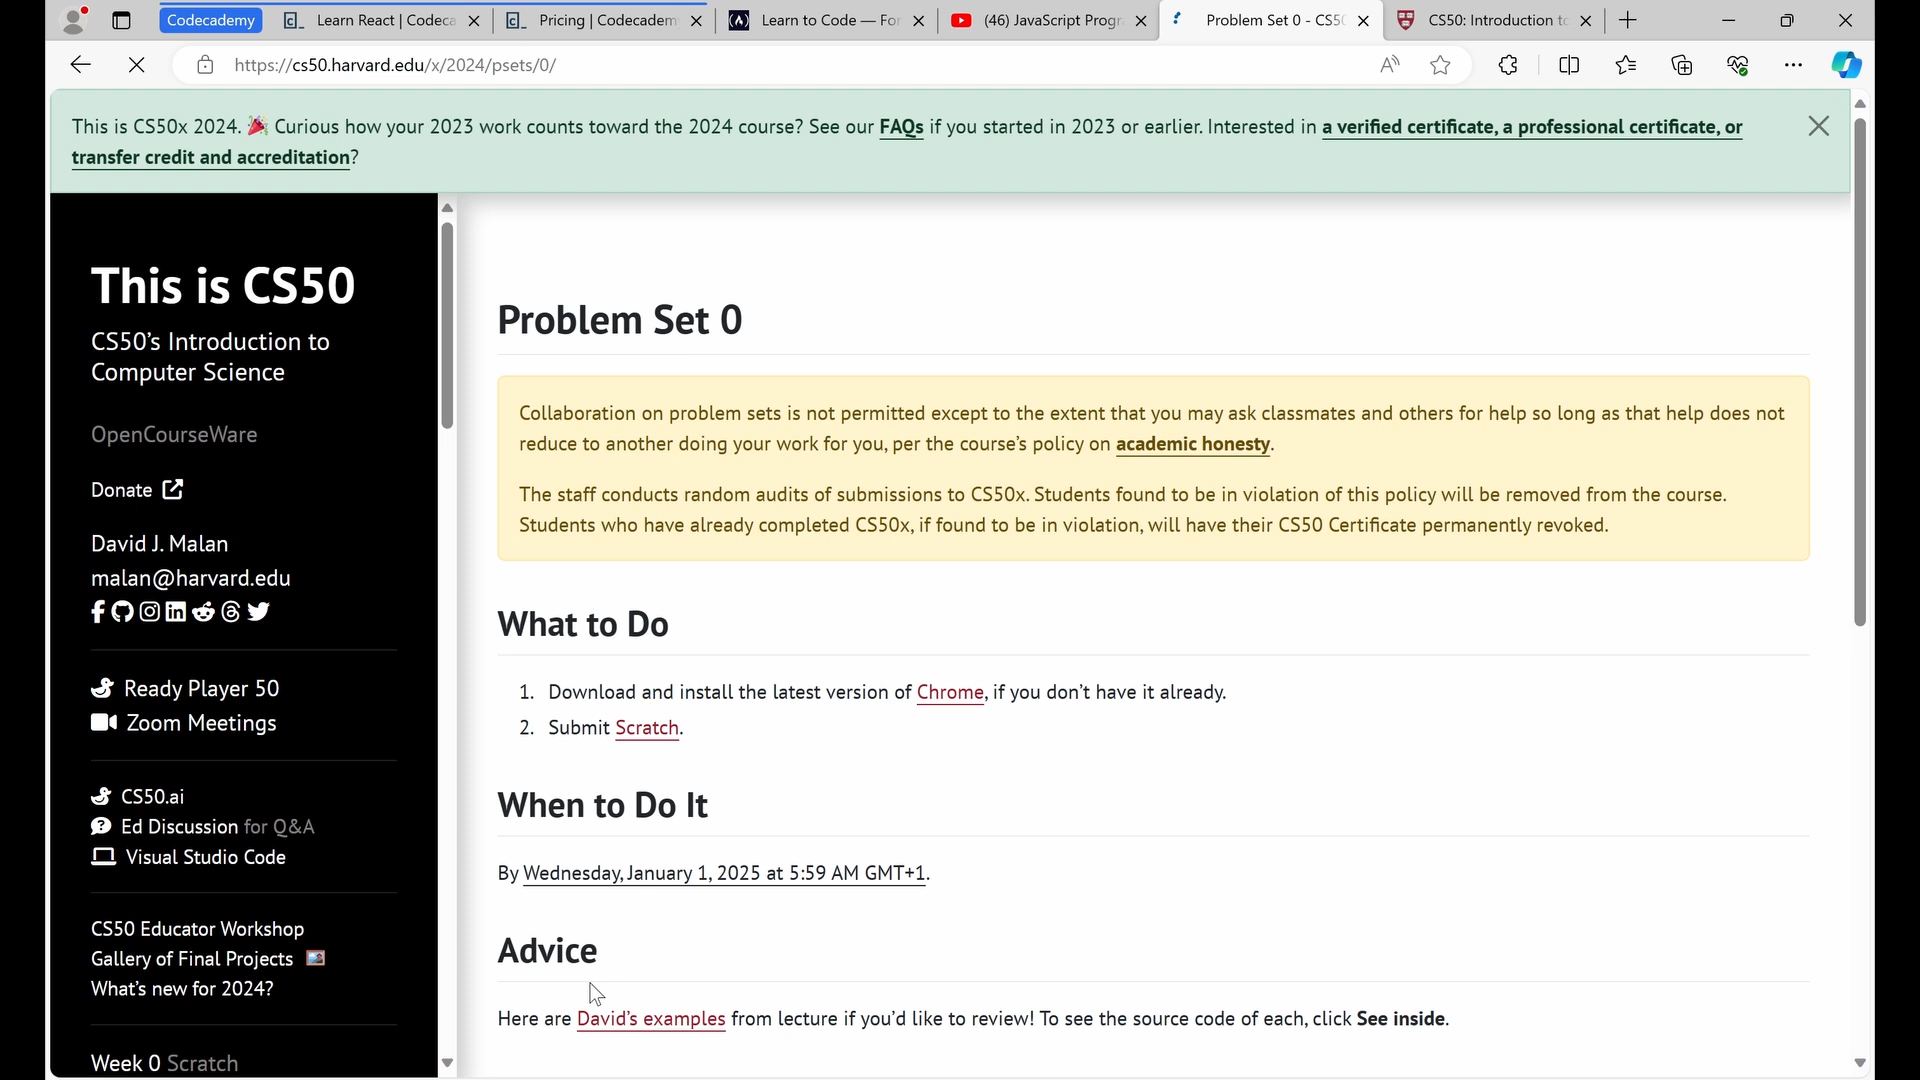 Codecademy
Learn React | Codeca
Pricing | Codecadem
Learn to Code — For
(46) JavaScript Progr
Problem Set 0 - CS50
CS50: Introduction to
https://cs50.harvard.edu/x/2024/psets/0/
This is CS50x 2024. 🎉 Curious how your 2023 work counts toward the 2024 course? See our FAQs if you started in 2023 or earlier. Interested in a verified certificate, a professional certificate, or
transfer credit and accreditation?
This is CS50
CS50’s Introduction to
Computer Science
OpenCourseWare
Donate
David J. Malan
malan@harvard.edu
Ready Player 50
Zoom Meetings
CS50.ai
Ed Discussion for Q&A
Visual Studio Code
CS50 Educator Workshop
Gallery of Final Projects
What’s new for 2024?
Week 0 Scratch
Problem Set 0
Collaboration on problem sets is not permitted except to the extent that you may ask classmates and others for help so long as that help does not
reduce to another doing your work for you, per the course’s policy on academic honesty.
The staff conducts random audits of submissions to CS50x. Students found to be in violation of this policy will be removed from the course.
Students who have already completed CS50x, if found to be in violation, will have their CS50 Certificate permanently revoked.
What to Do
1. Download and install the latest version of Chrome, if you don’t have it already.
2. Submit Scratch.
When to Do It
By Wednesday, January 1, 2025 at 5:59 AM GMT+1.
Advice
Here are David’s examples from lecture if you’d like to review! To see the source code of each, click See inside.